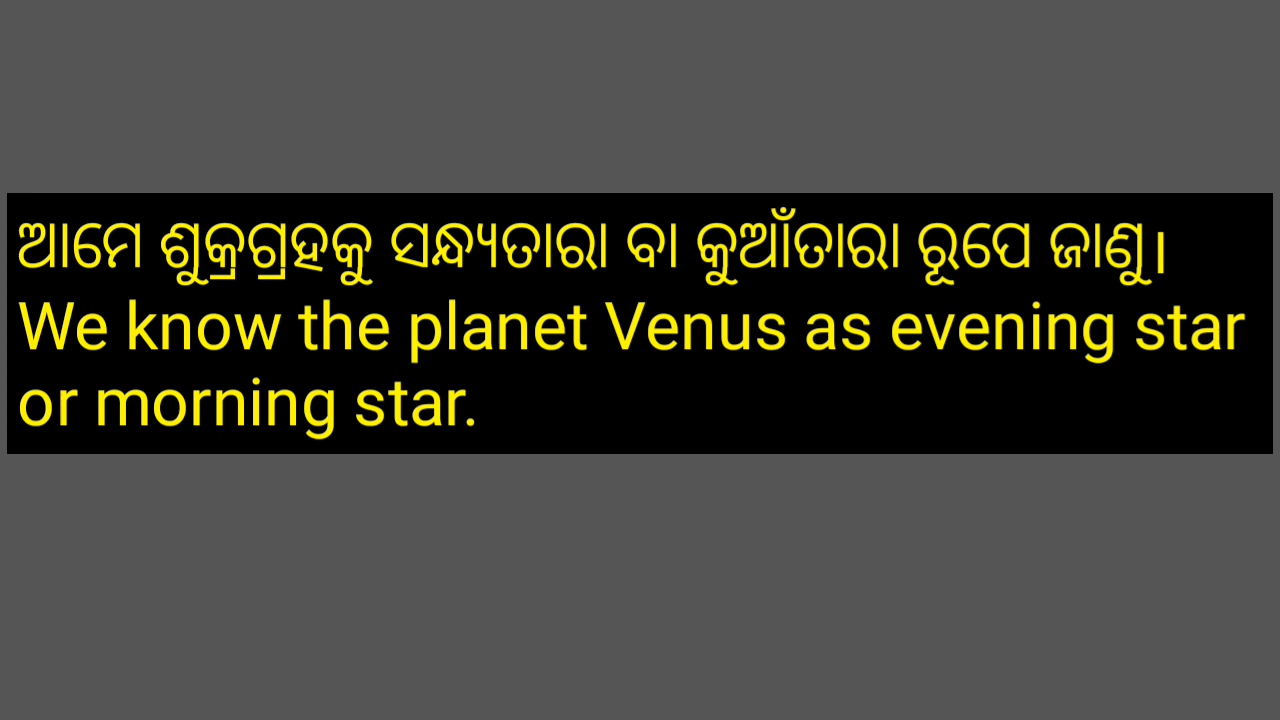 ଆମେ ଶୁକ୍ରଗ୍ରହକୁ ସନ୍ଧ୍ୟତାରା ବା କୁଆଁତାରା ରୂପେ ଜାଣୁ।
We know the planet Venus as evening star
or morning star.